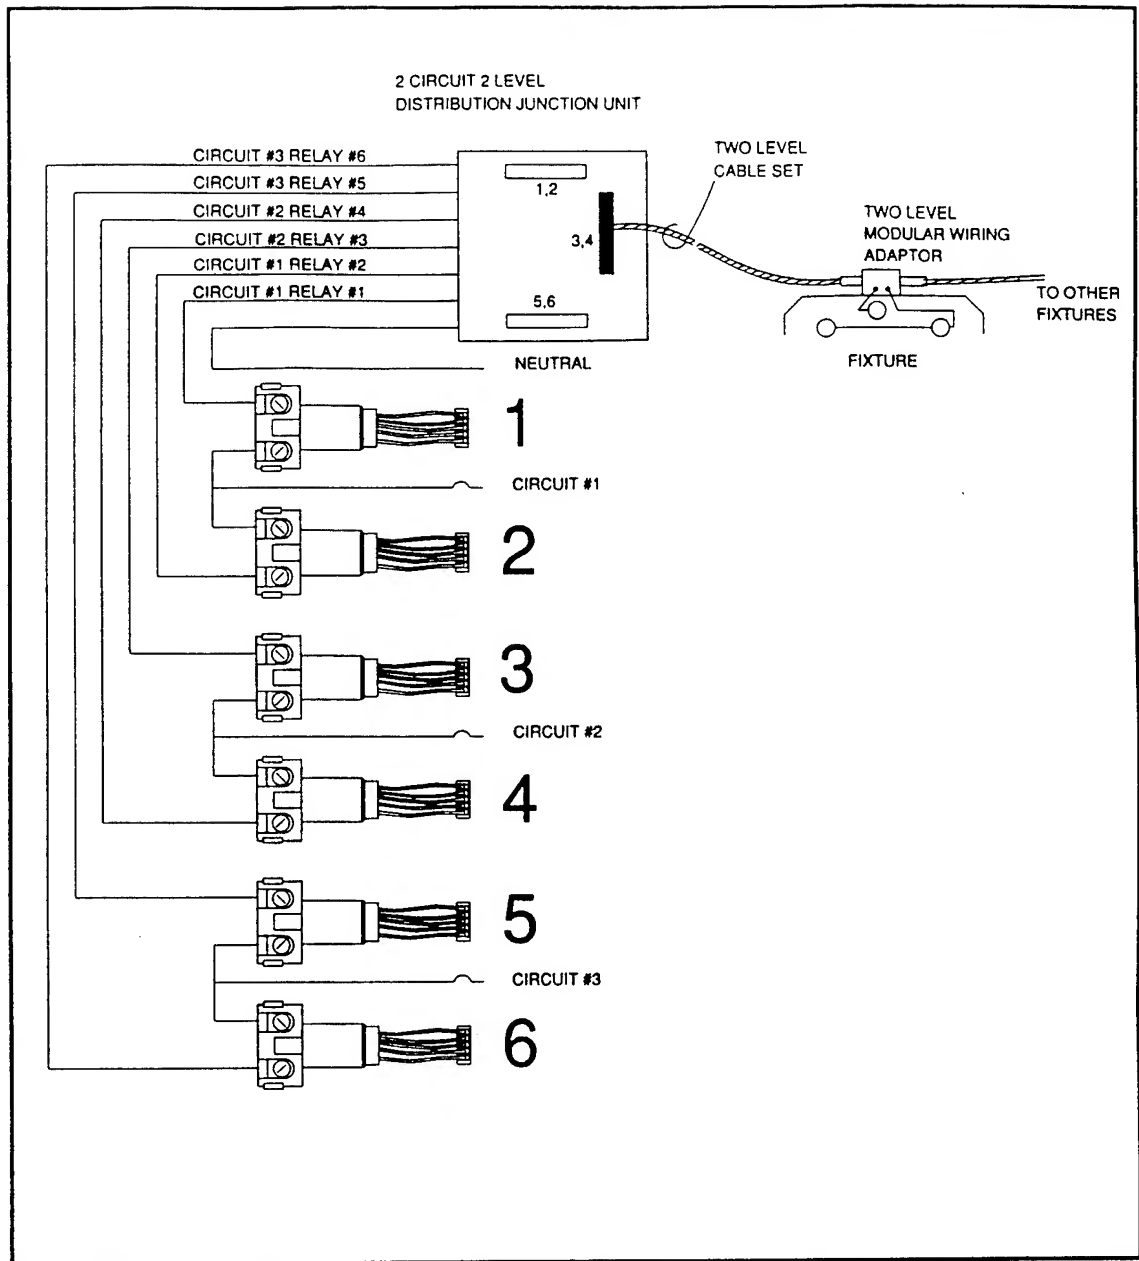 2 CIRCUIT 2 LEVEL
DISTRIBUTION JUNCTION UNIT
CIRCUIT #3 RELAY #6
CIRCUIT #3 RELAY #5
CIRCUIT #2 RELAY #4
CIRCUIT #2 RELAY #3
CIRCUIT #1 RELAY #2
CIRCUIT #1 RELAY #1
1,2
3,4
5,6
TWO LEVEL
CABLE SET
TWO LEVEL
MODULAR WIRING
ADAPTOR
TO OTHER
FIXTURES
FIXTURE
NEUTRAL
1
CIRCUIT #1
2
3
CIRCUIT #2
4
5
CIRCUIT #3
6